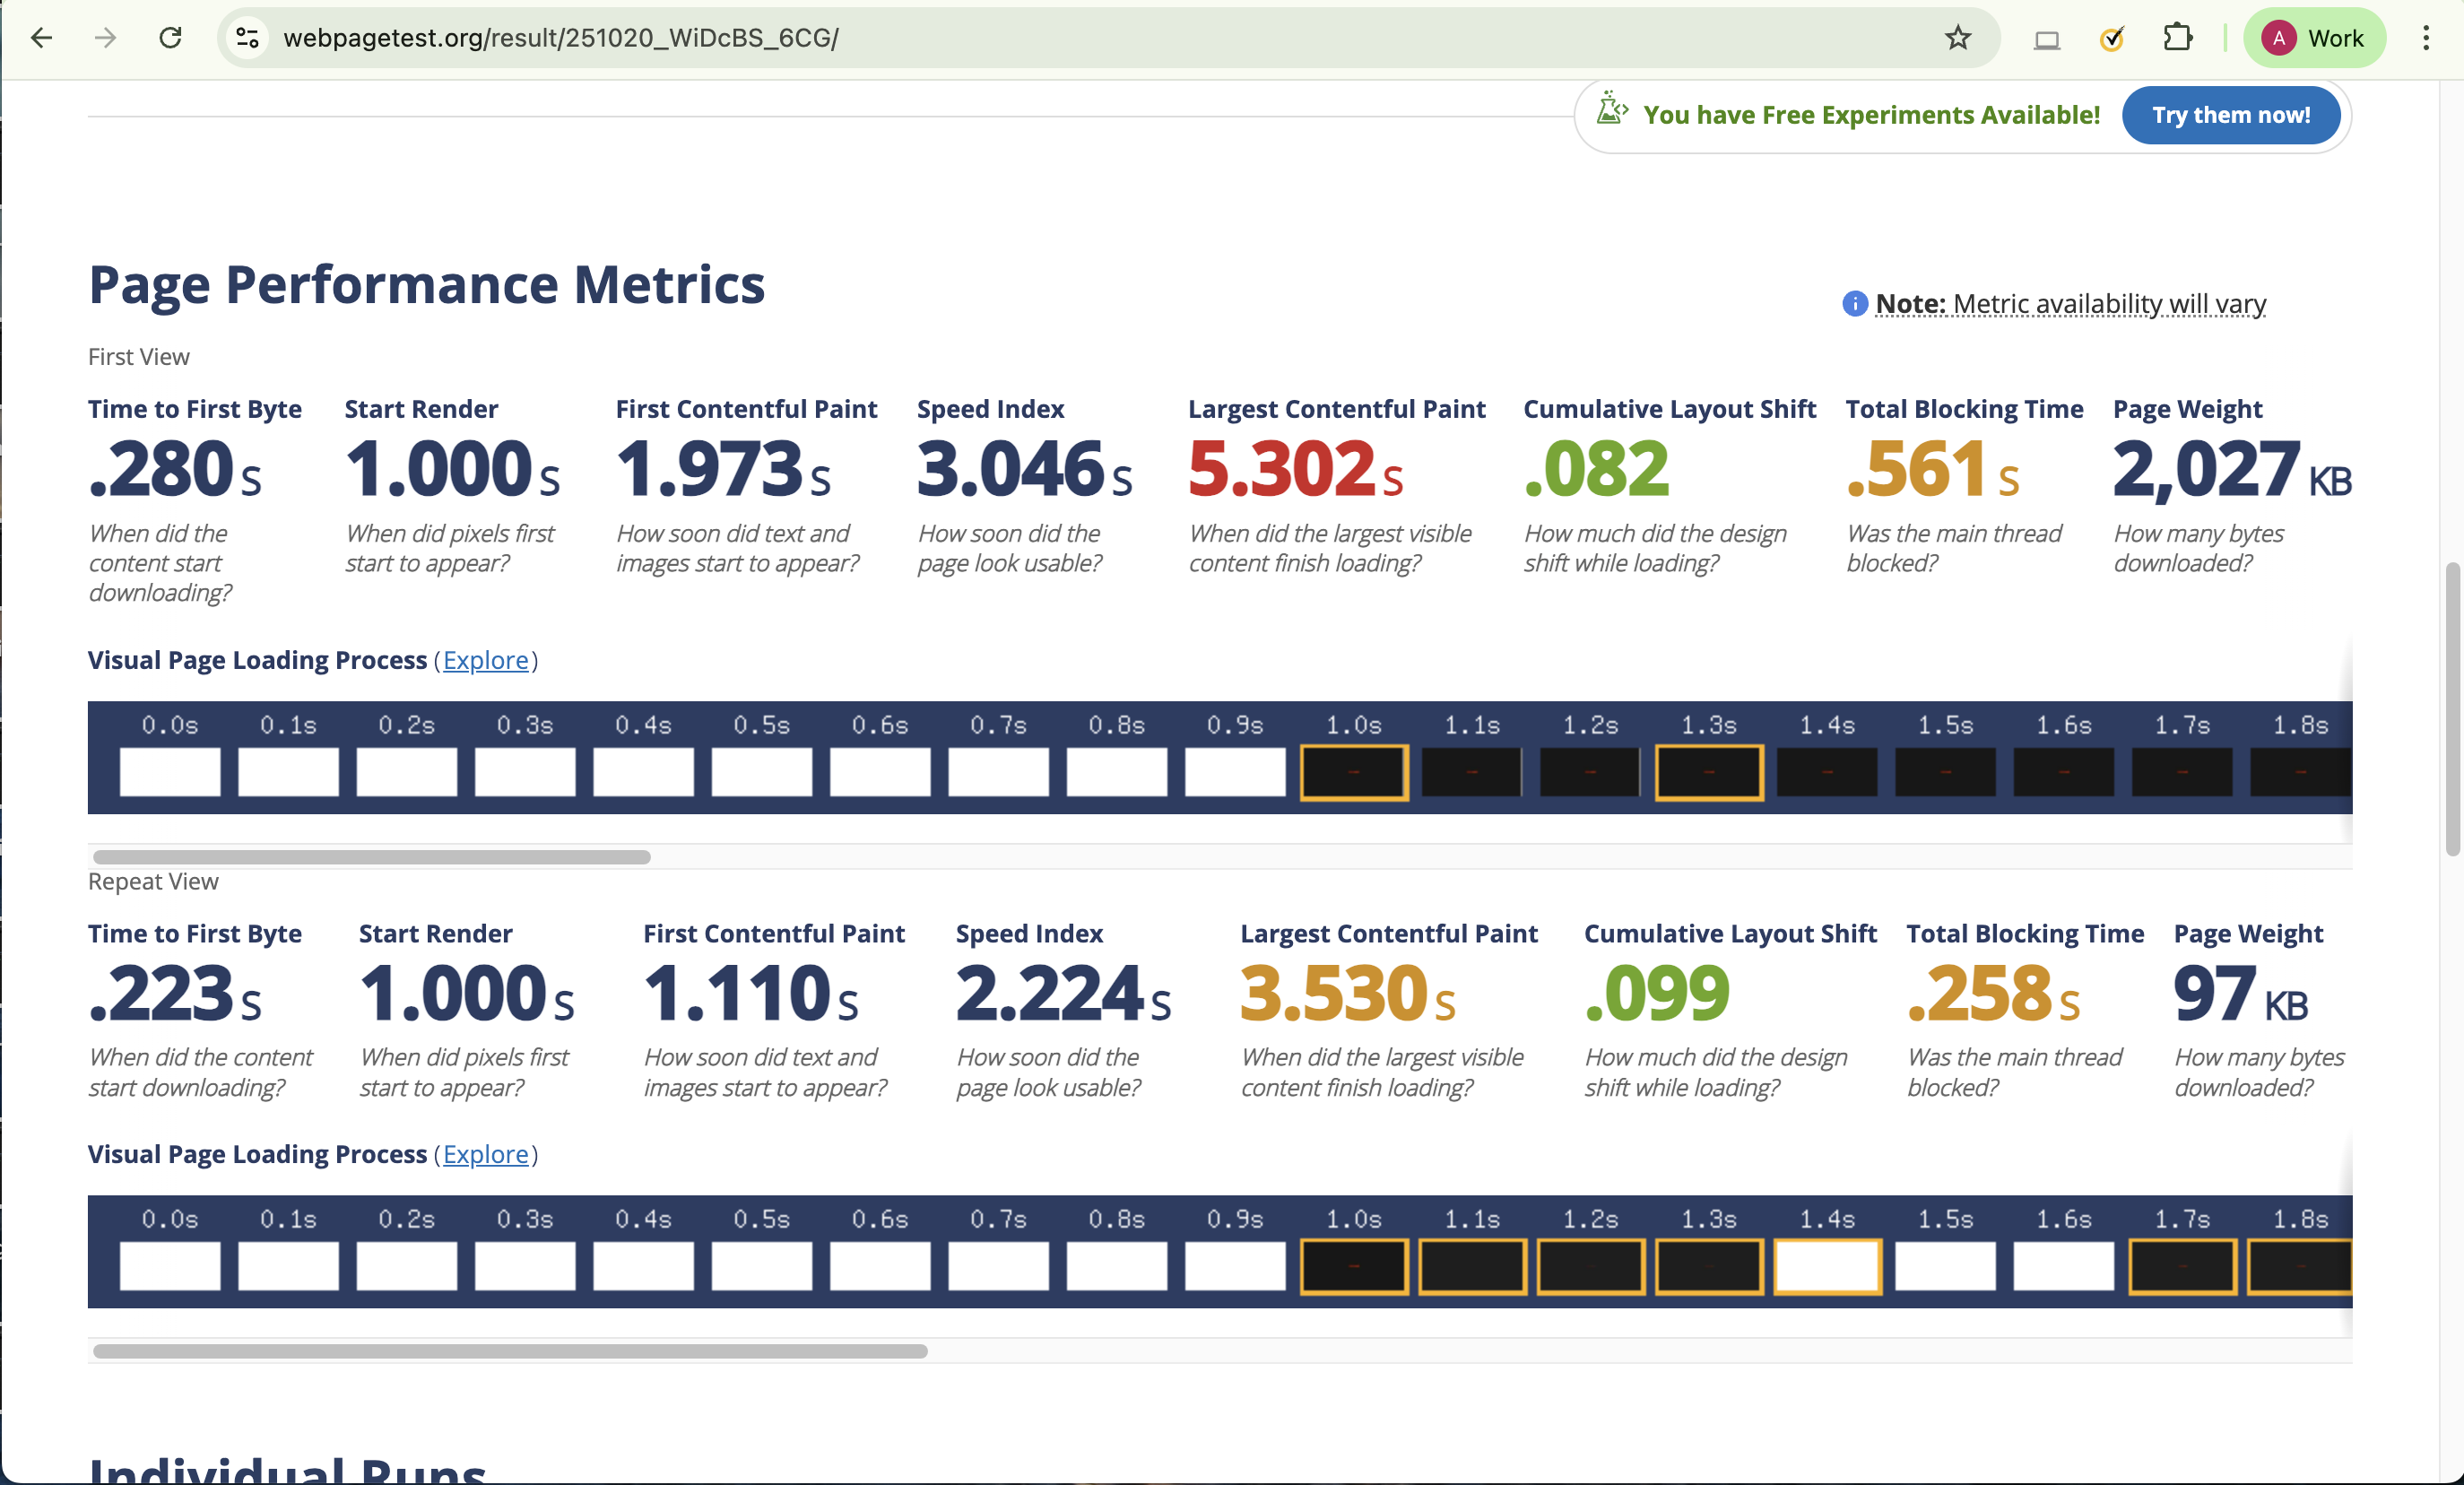 webpagetest.org/result/251020_WiDcBS_6CG/
A Work
You have Free Experiments Available! Try them now!
Page Performance Metrics
Note: Metric availability will vary
First View
Time to First Byte Start Render First Contentful Paint Speed Index Largest Contentful Paint Cumulative Layout Shift Total Blocking Time Page Weight
.280 s 1.000 s 1.973 s 3.046 s 5.302 s .082 .561 s 2,027 KB
When did the When did pixels first How soon did text and How soon did the When did the largest visible How much did the design Was the main thread How many bytes
content start start to appear? images start to appear? page look usable? content finish loading? shift while loading? blocked? downloaded?
downloading?
Visual Page Loading Process (Explore)
0.0s 0.1s 0.2s 0.3s 0.4s 0.5s 0.6s 0.7s 0.8s 0.9s 1.0s 1.1s 1.2s 1.3s 1.4s 1.5s 1.6s 1.7s 1.8s
Repeat View
Time to First Byte Start Render First Contentful Paint Speed Index Largest Contentful Paint Cumulative Layout Shift Total Blocking Time Page Weight
.223 s 1.000 s 1.110 s 2.224 s 3.530 s .099 .258 s 97 KB
When did the content When did pixels first How soon did text and How soon did the When did the largest visible How much did the design Was the main thread How many bytes
start downloading? start to appear? images start to appear? page look usable? content finish loading? shift while loading? blocked? downloaded?
Visual Page Loading Process (Explore)
0.0s 0.1s 0.2s 0.3s 0.4s 0.5s 0.6s 0.7s 0.8s 0.9s 1.0s 1.1s 1.2s 1.3s 1.4s 1.5s 1.6s 1.7s 1.8s
Individual Runs